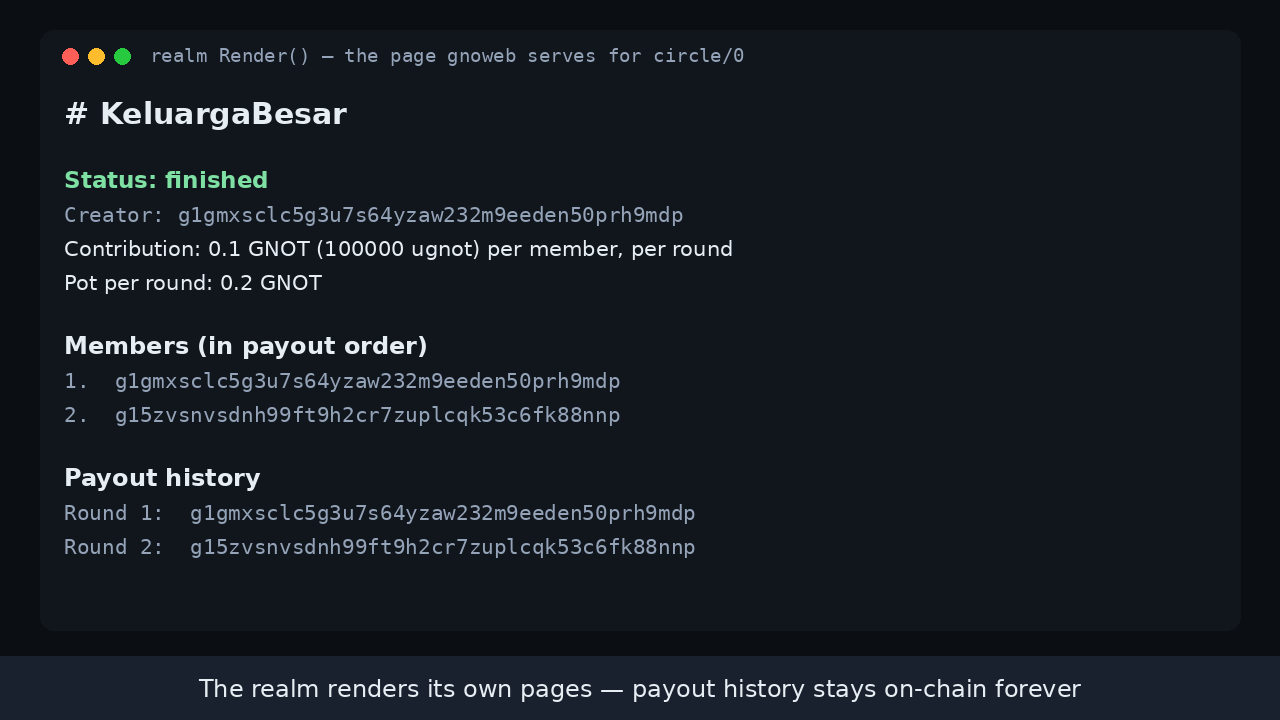 realm Render() — the page gnoweb serves for circle/0
# KeluargaBesar
Status: finished
Creator: g1gmxsclc5g3u7s64yzaw232m9eeden50prh9mdp
Contribution: 0.1 GNOT (100000 ugnot) per member, per round
Pot per round: 0.2 GNOT
Members (in payout order)
1. g1gmxsclc5g3u7s64yzaw232m9eeden50prh9mdp
2. g15zvsnvsdnh99ft9h2cr7zuplcqk53c6fk88nnp
Payout history
Round 1: g1gmxsclc5g3u7s64yzaw232m9eeden50prh9mdp
Round 2: g15zvsnvsdnh99ft9h2cr7zuplcqk53c6fk88nnp
The realm renders its own pages — payout history stays on-chain forever